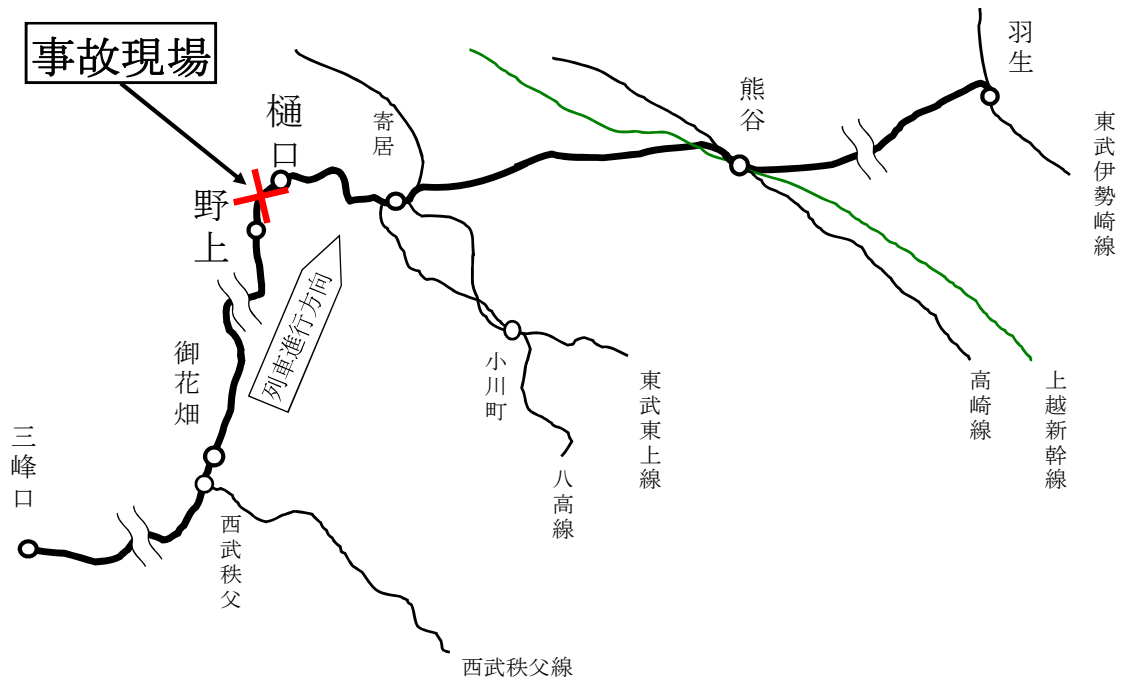 事故現場
樋口
寄居
熊谷
羽生
東武伊勢崎線
野上
列車進行方向
御花畑
小川町
東武東上線
高崎線
上越新幹線
三峰口
八高線
西武秩父
西武秩父線